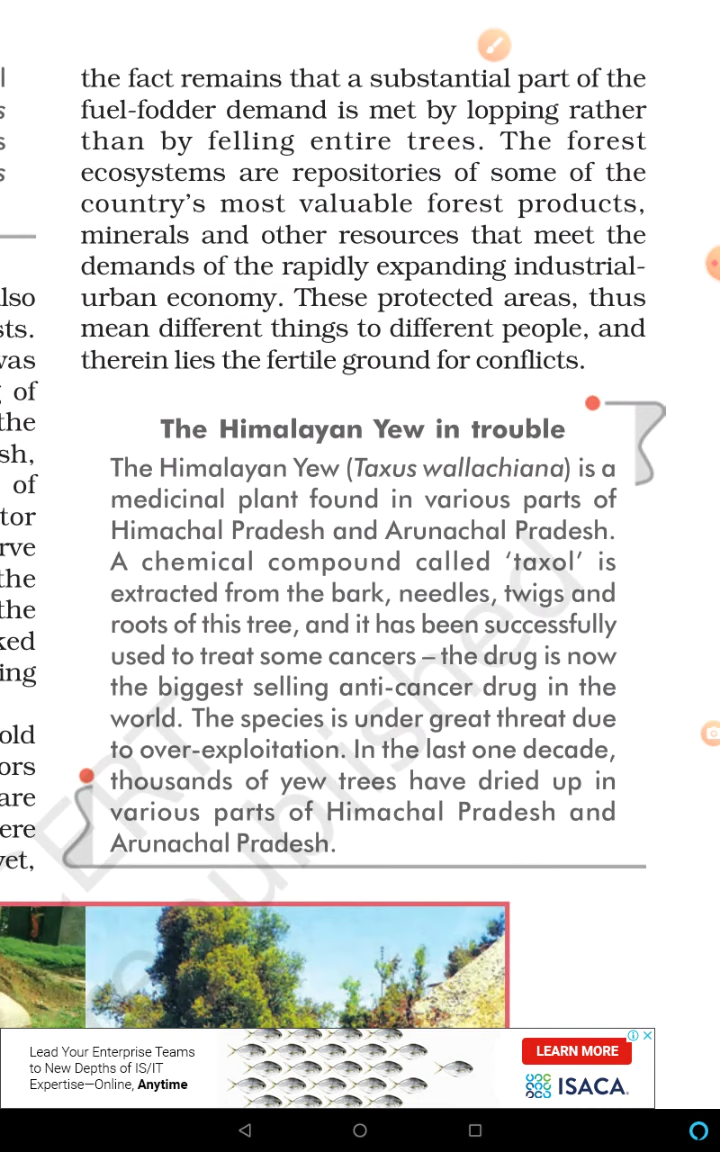 the fact remains that a substantial part of the
fuel-fodder demand is met by lopping rather
than by felling entire trees. The forest
ecosystems are repositories of some of the
country's most valuable forest products,
minerals and other resources that meet the
demands of the rapidly expanding industrial-
urban economy. These protected areas, thus
mean different things to different people, and
therein lies the fertile ground for conflicts.
of
the
of
the
the
old
are
The Himalayan Yew in trouble
The Himalayan Yew (Taxus wallachiana) is a
medicinal plant found in various parts of
Himachal Pradesh and Arunachal Pradesh.
A chemical compound called 'taxol' is
extracted from the bark, needles, twigs and
roots of this tree, and it has been successfully
used to treat some cancers – the drug is now
the biggest selling anti-cancer drug in the
world. The species is under great threat due
to over-exploitation. In the last one decade,
thousands of yew trees have dried up in
various parts of Himachal Pradesh and
Arunachal Pradesh.
Lead Your Enterprise Teams
to New Depths of IS/IT
Expertise—Online, Anytime
LEARN MORE
ISACA.